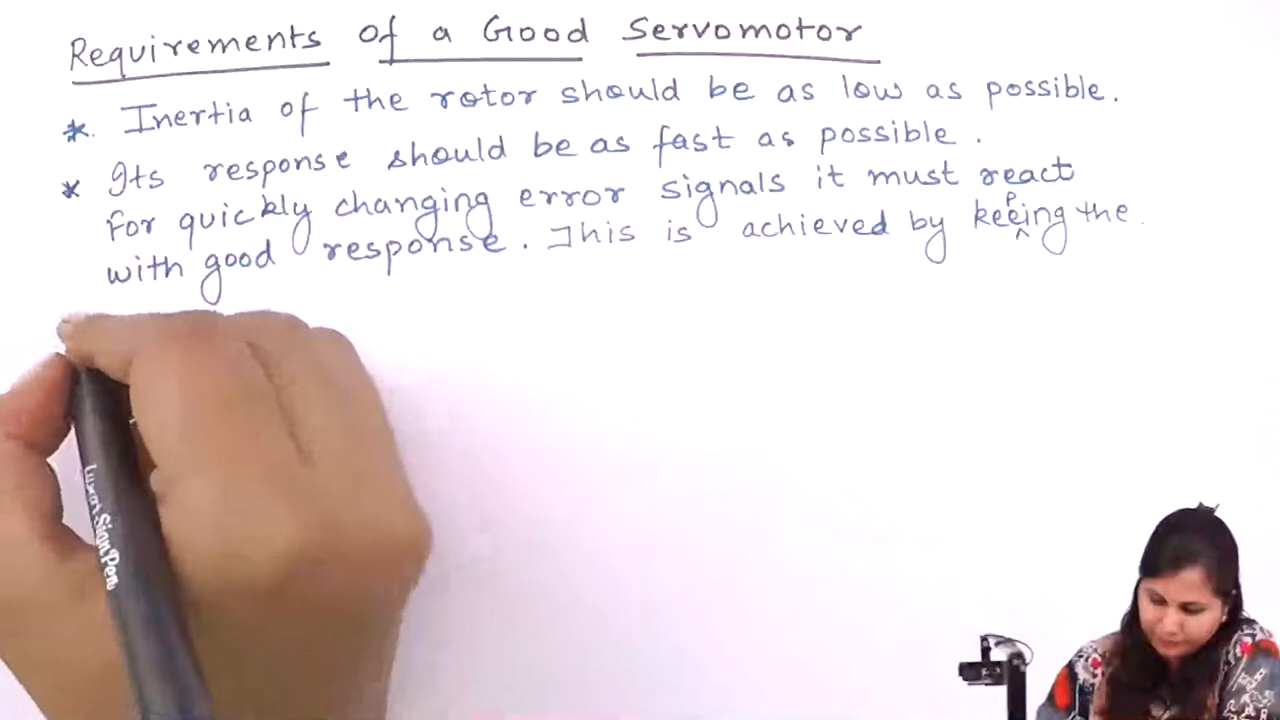 Requirements of a Good Servomotor
*. Inertia of the rotor should be as low as possible.
* Its response should be as fast as possible.
For quickly changing error signals it must react
with good response. This is achieved by keeping the
Luxor SignPen